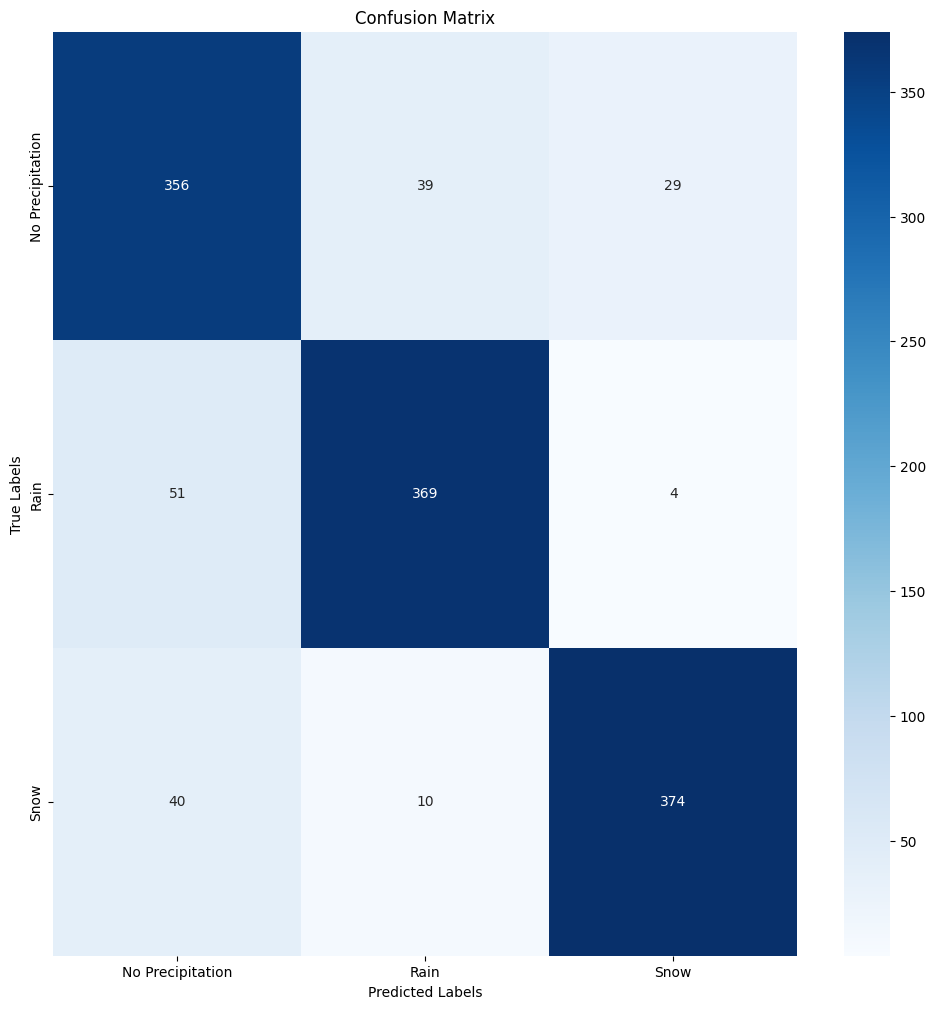 Confusion Matrix
No Precipitation
356
39
29
Rain
51
369
4
Snow
40
10
374
True Labels
No Precipitation
Rain
Snow
Predicted Labels
350
300
250
200
150
100
50